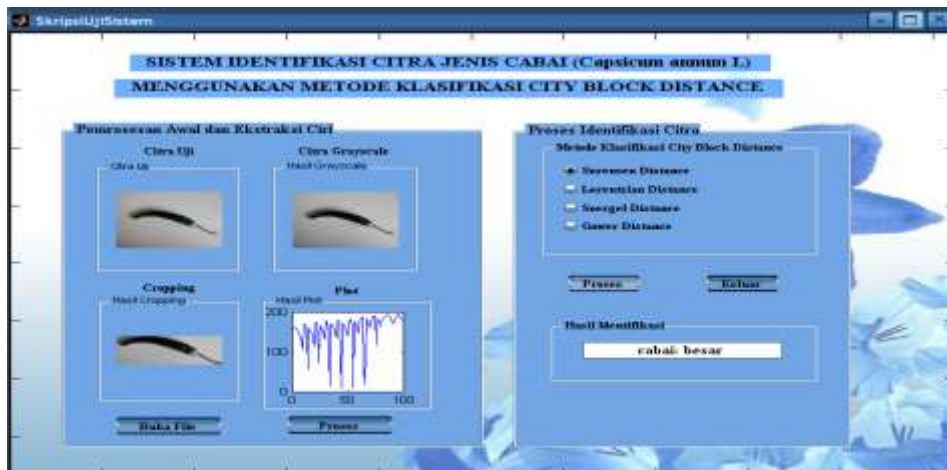 SkripsiUjiSistem
SISTEM IDENTIFIKASI CITRA JENIS CABAI (Capsicum annum L)
MENGGUNAKAN METODE KLASIFIKASI CITY BLOCK DISTANCE
Pemrosesan Awal dan Ekstraksi Ciri
Citra Uji
Citra Uji
Citra Grayscale
Hasil Grayscale
Cropping
Hasil Cropping
Plot
Hasil Plot
200
100
0
0 50 100
Buka File
Proses
Proses Identifikasi Citra
Metode Klasifikasi City Block Distance
Sorensen Distance
Lorentzian Distance
Soergel Distance
Gower Distance
Proses
Keluar
Hasil Identifikasi
cabai besar